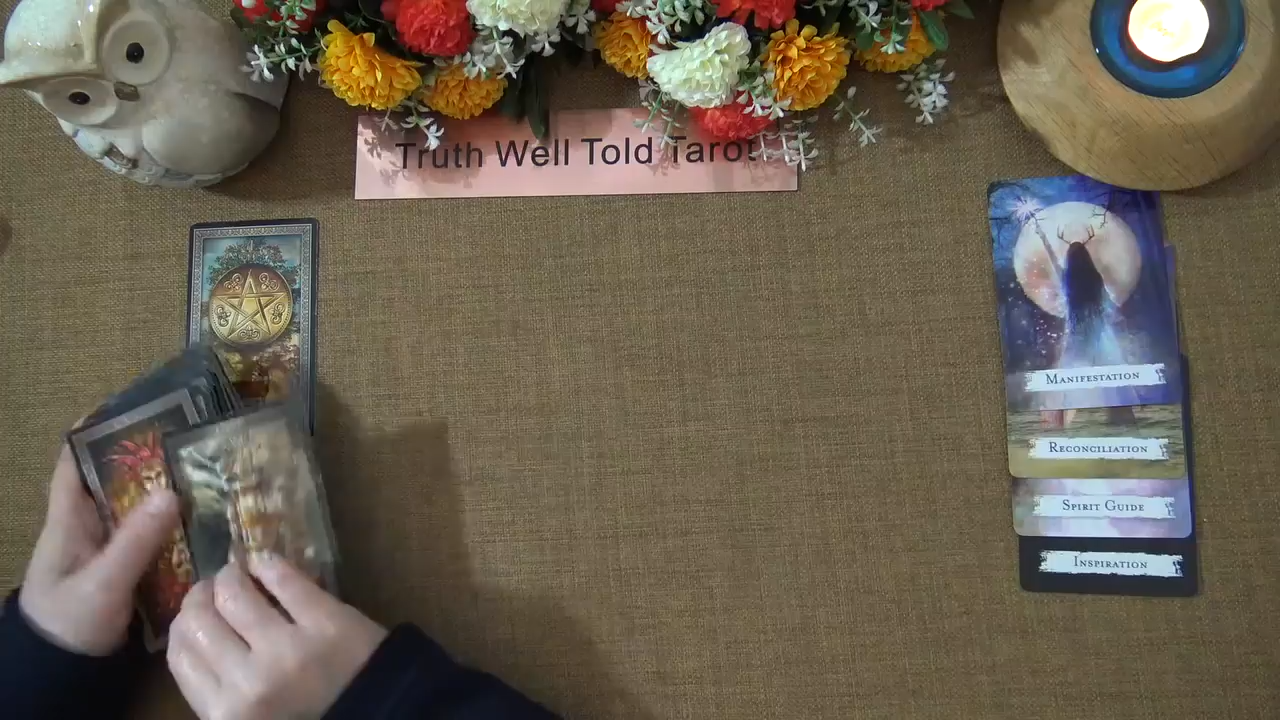 Truth Well Told Tarot
MANIFESTATION
RECONCILIATION
SPIRIT GUIDE
INSPIRATION